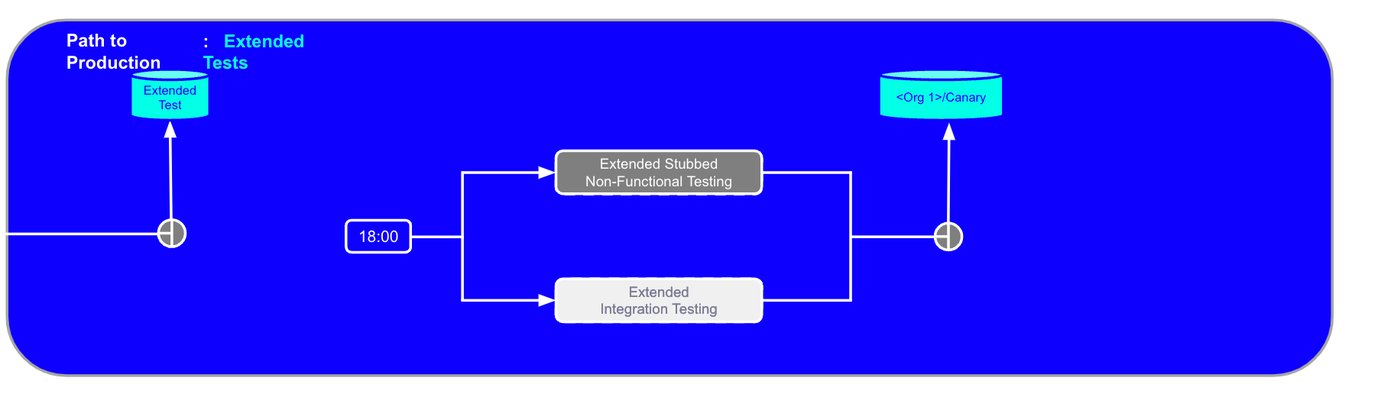 Path to : Extended
Production Tests
Extended
Test
<Org 1>/Canary
Extended Stubbed
Non-Functional Testing
18:00
Extended
Integration Testing